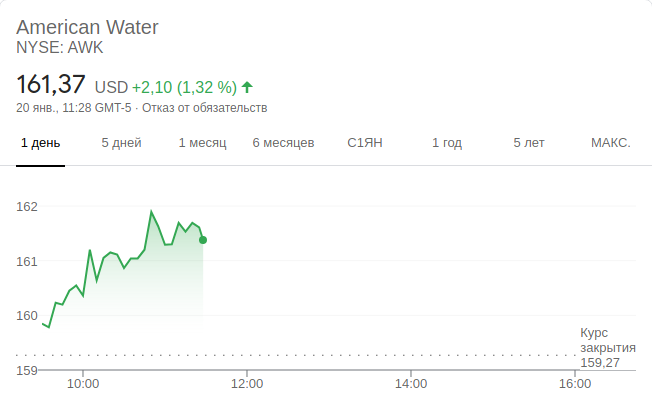 American Water
NYSE: AWK
161,37 USD +2,10 (1,32 %)
20 янв., 11:28 GMT-5 · Отказ от обязательств
1 день 5 дней 1 месяц 6 месяцев С1ЯН 1 год 5 лет МАКС.
162
161
160
Курс
закрытия
159,27
159
10:00 12:00 14:00 16:00